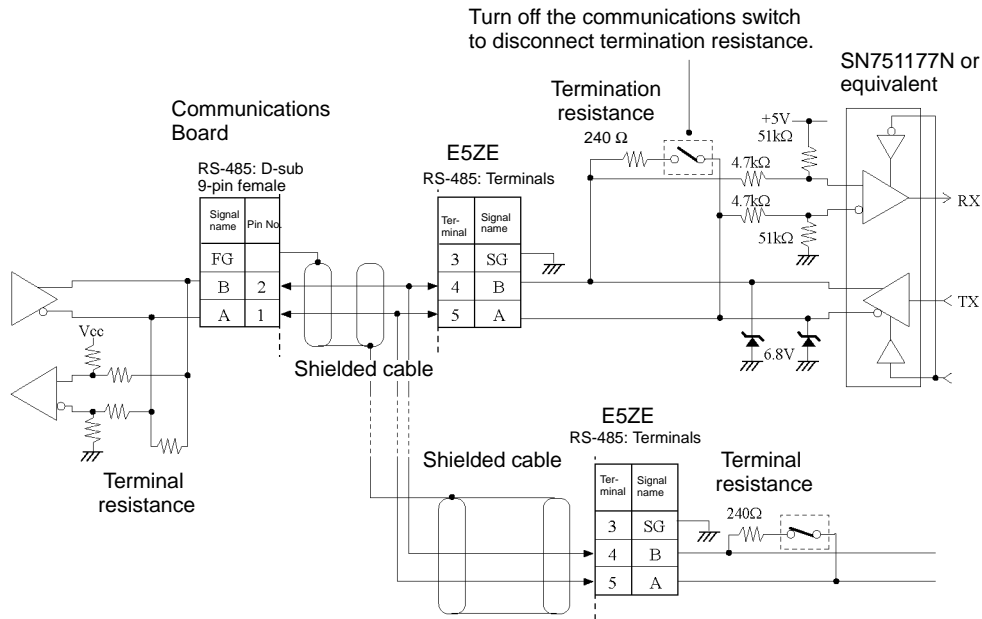 Turn off the communications switch
to disconnect termination resistance.
SN751177N or
equivalent
Termination
resistance
+5V
51kΩ
240 Ω
Communications
Board
E5ZE
RS-485: D-sub
9-pin female
RS-485: Terminals
4.7kΩ
RX
4.7kΩ
51kΩ
Signal
name
Pin No.
Ter-
minal
Signal
name
FG
3 SG
B 2
4 B
A 1
5 A
TX
Vcc
6.8V
Shielded cable
E5ZE
RS-485: Terminals
Shielded cable
Terminal
resistance
Terminal
resistance
Ter-
minal
Signal
name
240Ω
3 SG
4 B
5 A